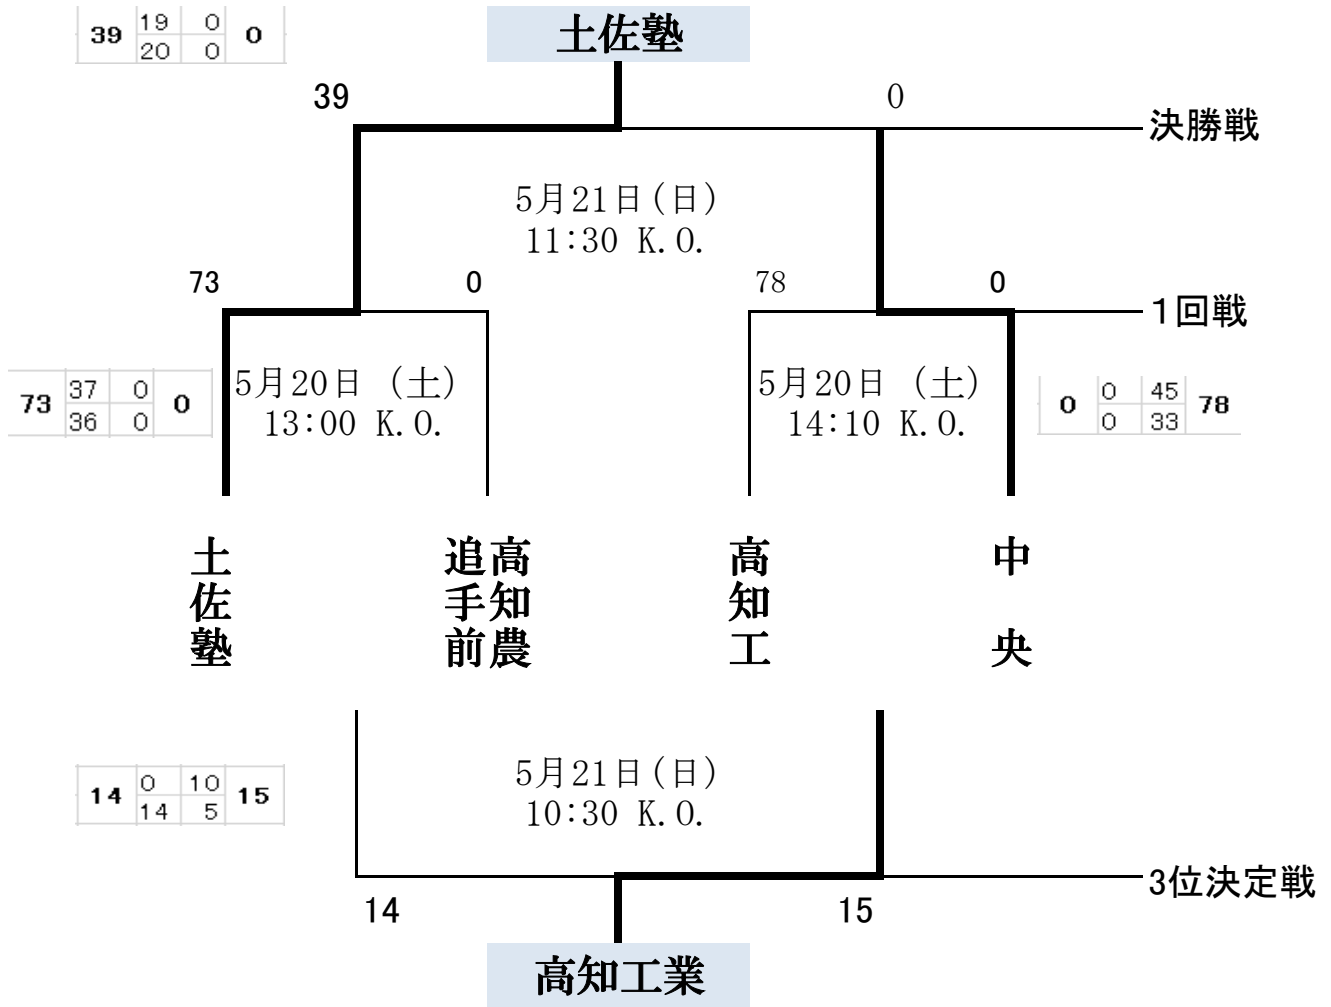 39 19 0 0
20 0
土佐塾
39
0
決勝戦
5月21日(日)
11:30 K.O.
73
0
78
0
1回戦
73 37 0 0
36 0
5月20日 (土)
13:00 K.O.
5月20日 (土)
14:10 K.O.
0 0 45 78
0 33
土佐塾
高知農
追手前
高知工
中央
14 0 10 15
14 5
5月21日(日)
10:30 K.O.
3位決定戦
14
15
高知工業